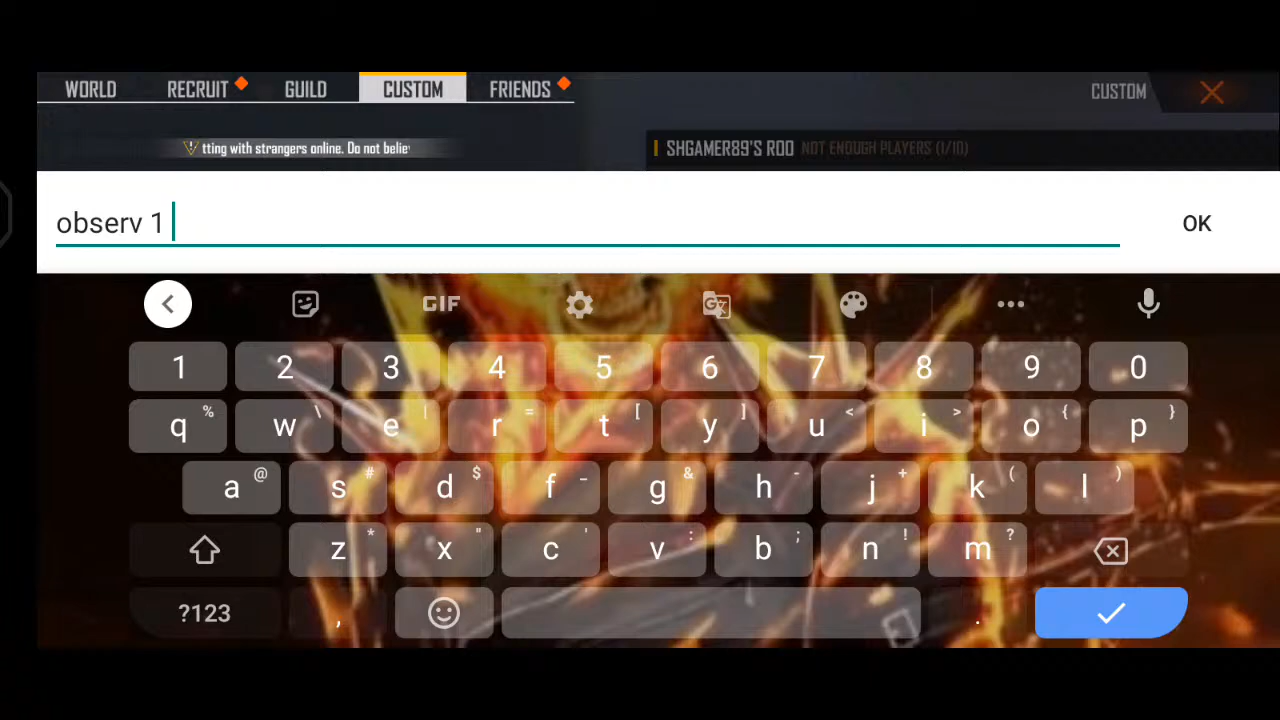 WORLD RECRUIT GUILD CUSTOM FRIENDS CUSTOM
tting with strangers online. Do not believ
SHGAMER89'S ROO NOT ENOUGH PLAYERS (1/10)
observ 1 OK
GIF
1 2 3 4 5 6 7 8 9 0
q % w \ e | r = t [ y ] u < i > o { p }
a @ s # d $ f _ g & h - j + k ( l )
z * x " c ' v : b ; n ! m ?
?123 , .